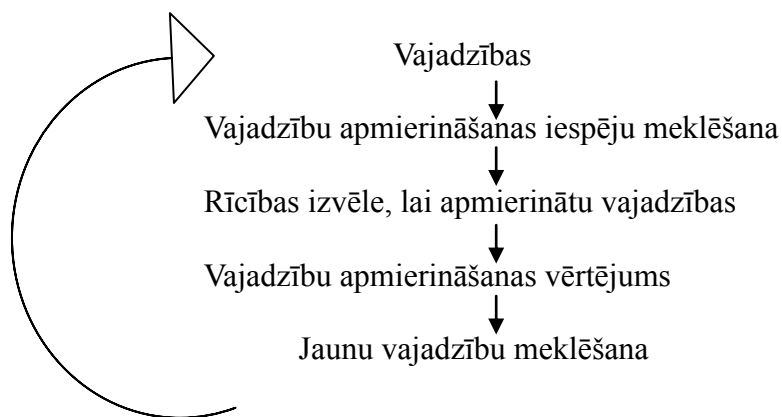 Vajadzības
Vajadzību apmierināšanas iespēju meklēšana
Rīcības izvēle, lai apmierinātu vajadzības
Vajadzību apmierināšanas vērtējums
Jaunu vajadzību meklēšana